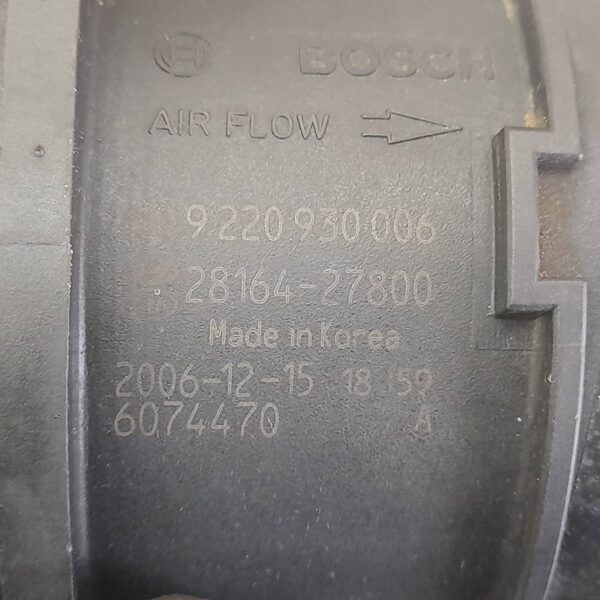 BOSCH
AIR FLOW
9 220 930 006
28164-27800
Made in Korea
2006-12-15 18:59
6074470 A